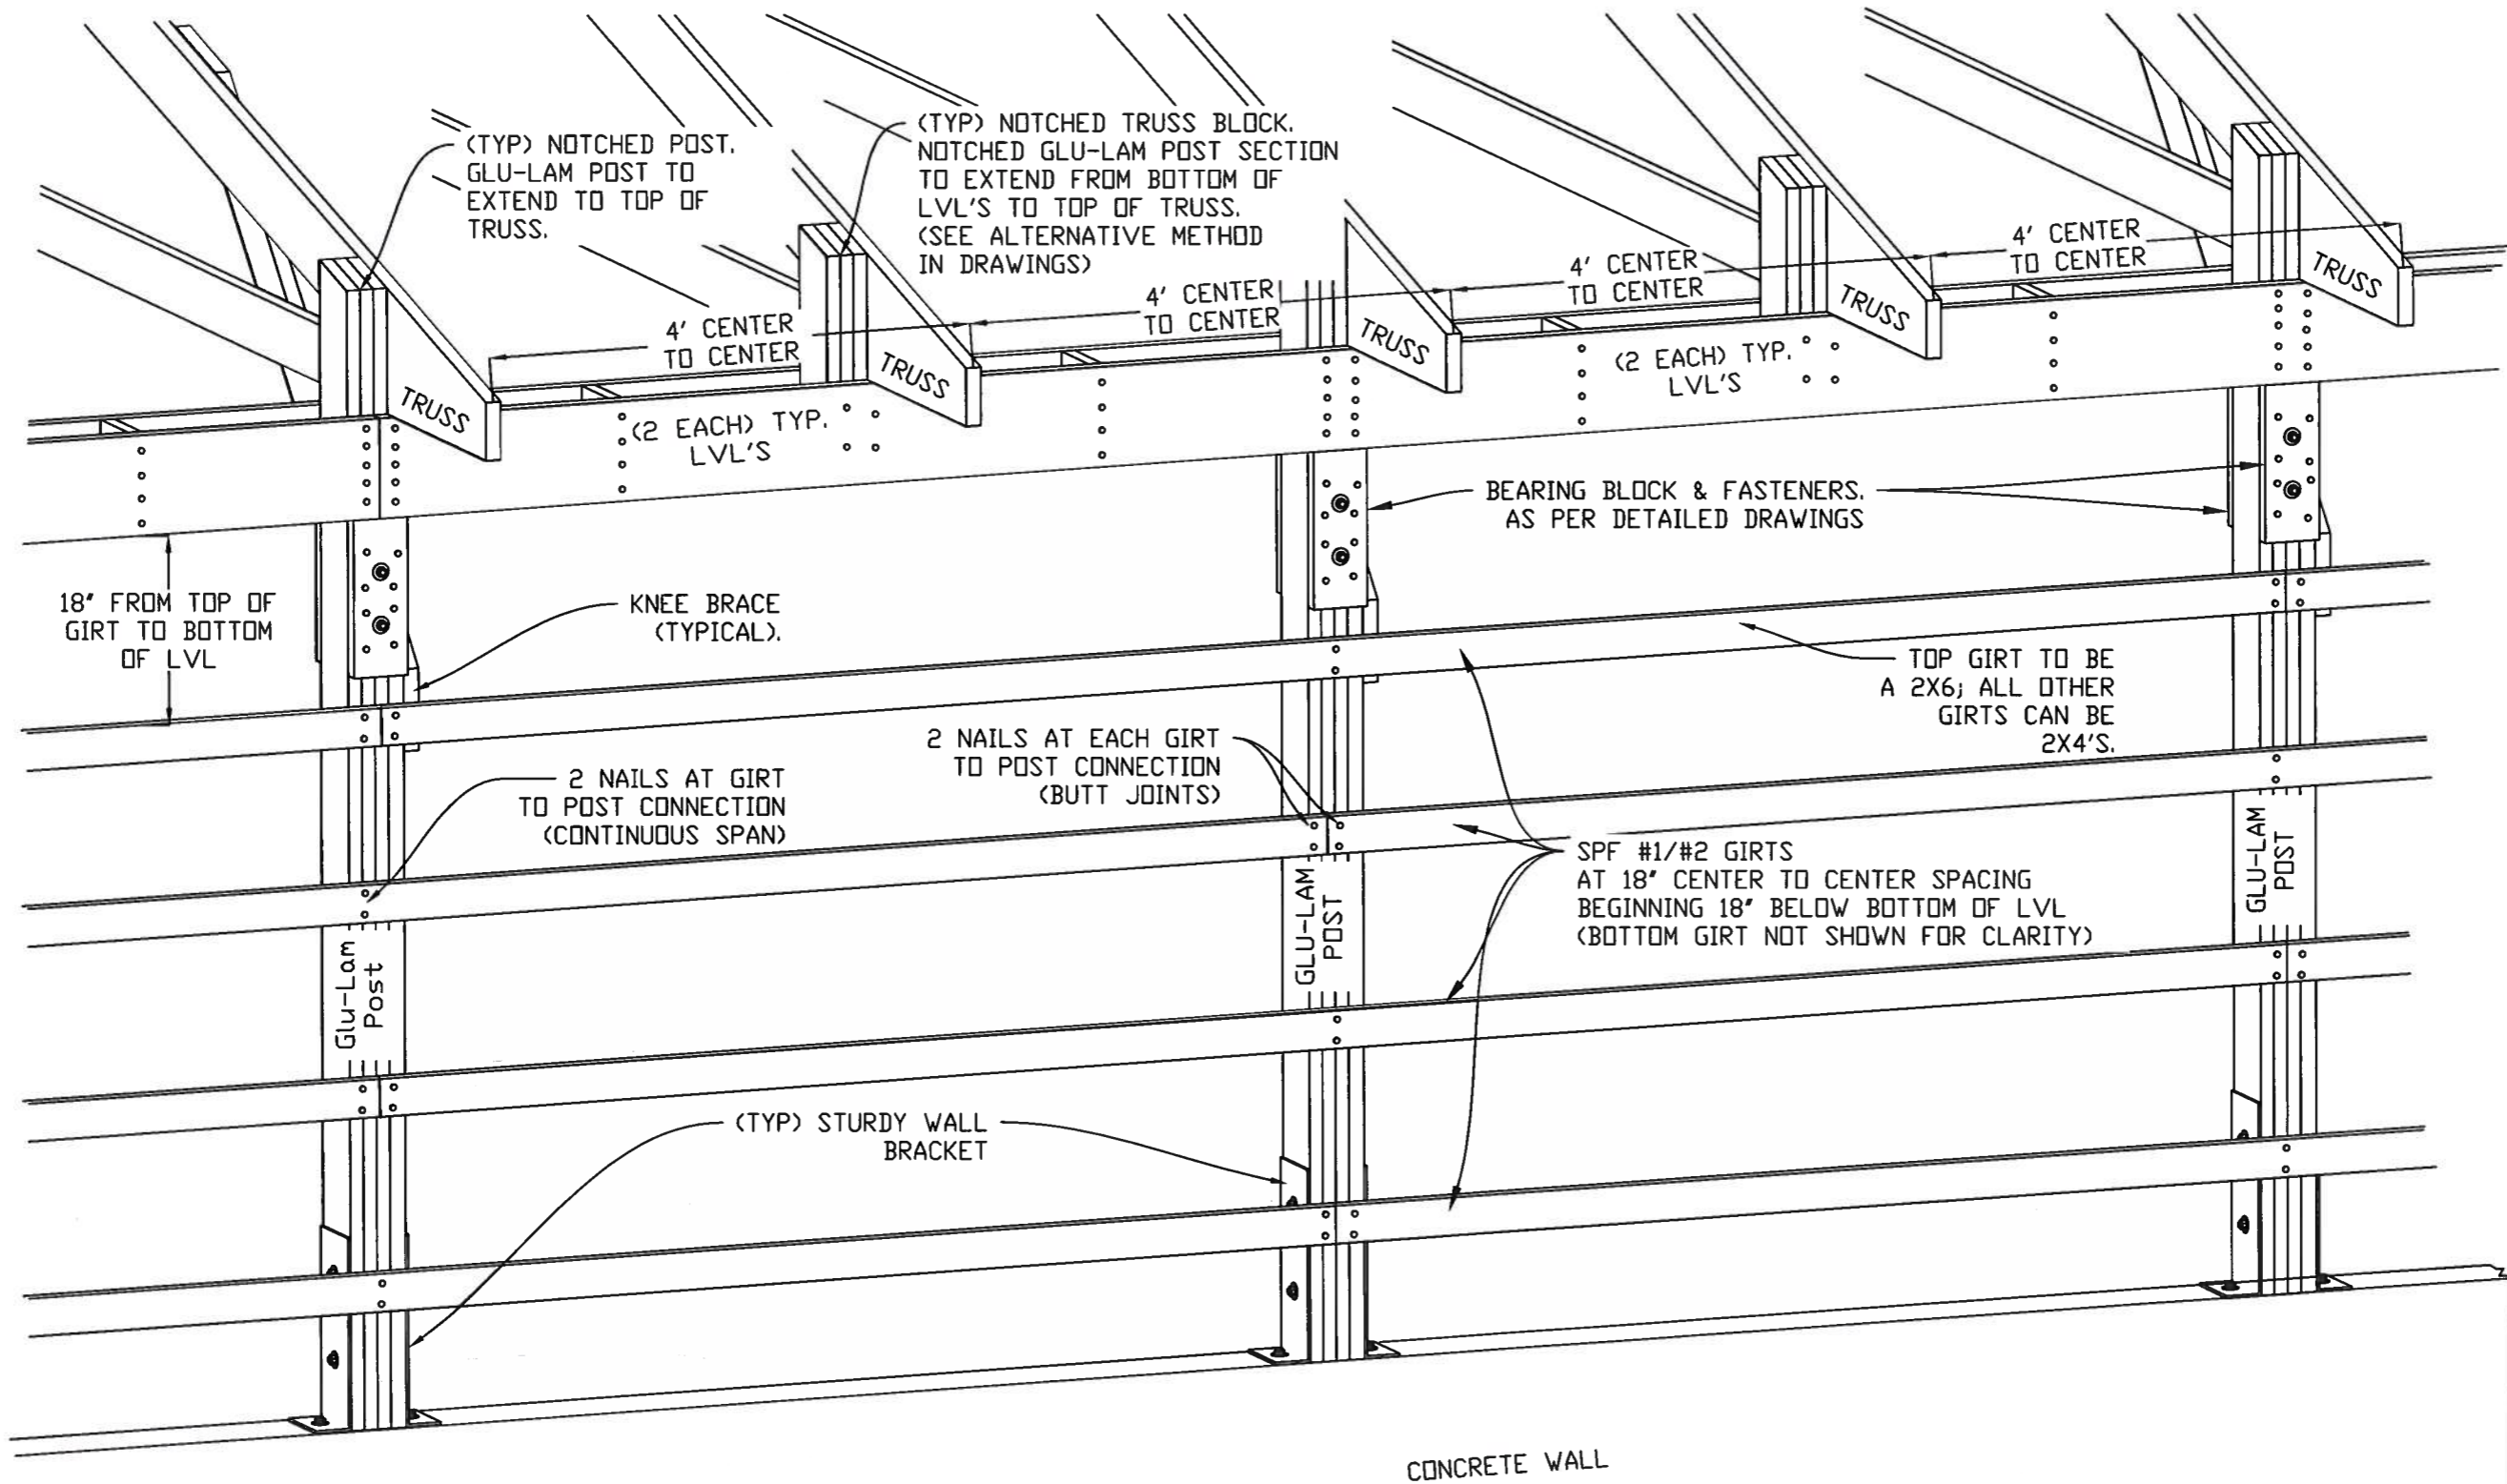 (TYP) NOTCHED POST.
GLU-LAM POST TO
EXTEND TO TOP OF
TRUSS.
(TYP) NOTCHED TRUSS BLOCK.
NOTCHED GLU-LAM POST SECTION
TO EXTEND FROM BOTTOM OF
LVL'S TO TOP OF TRUSS.
(SEE ALTERNATIVE METHOD
IN DRAWINGS)
4' CENTER
TO CENTER
4' CENTER
TO CENTER
4' CENTER
TO CENTER
4' CENTER
TO CENTER
TRUSS
TRUSS
TRUSS
TRUSS
TRUSS
(2 EACH) TYP.
LVL'S
(2 EACH) TYP.
LVL'S
BEARING BLOCK & FASTENERS.
AS PER DETAILED DRAWINGS
18" FROM TOP OF
GIRT TO BOTTOM
OF LVL
KNEE BRACE
(TYPICAL).
TOP GIRT TO BE
A 2X6; ALL OTHER
GIRTS CAN BE
2X4'S.
2 NAILS AT EACH GIRT
TO POST CONNECTION
(BUTT JOINTS)
2 NAILS AT GIRT
TO POST CONNECTION
(CONTINUOUS SPAN)
SPF #1/#2 GIRTS
AT 18" CENTER TO CENTER SPACING
BEGINNING 18" BELOW BOTTOM OF LVL
(BOTTOM GIRT NOT SHOWN FOR CLARITY)
Glu-Lam
Post
GLU-LAM
POST
GLU-LAM
POST
(TYP) STURDY WALL
BRACKET
CONCRETE WALL